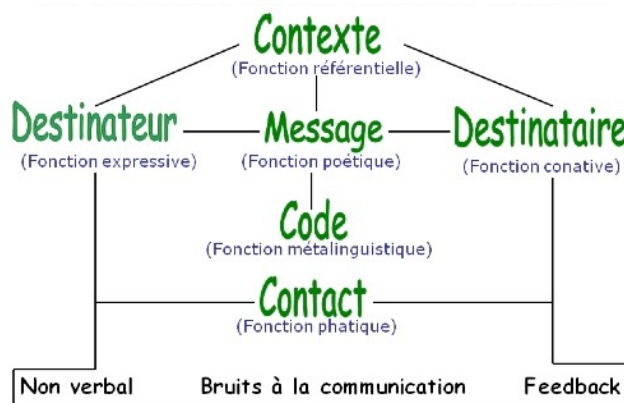 Contexte
(Fonction référentielle)
Destinateur Message Destinataire
(Fonction expressive) (Fonction poétique) (Fonction conative)
Code
(Fonction métalinguistique)
Contact
(Fonction phatique)
Non verbal Bruits à la communication Feedback